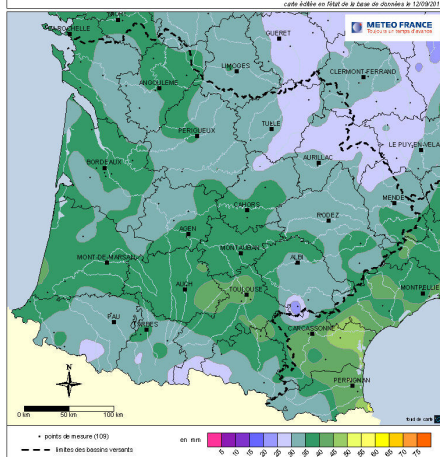 carte éditée en l'état de la base de données le 12/09/201
METEO FRANCE
Toujours un temps d'avance
NIORT
LA ROCHELLE
GUERET
LIMOGES
CLERMONT-FERRAND
ANGOULEME
TULLE
PERIGUEUX
LE PUY-EN-VELA
AURILLAC
BORDEAUX
MENDE
CAHORS
RODEZ
AGEN
MONTAUBAN
MONT-DE-MARSAN
ALBI
AUCH
MONTPELLIE
TOULOUSE
PAU
TARBES
CARCASSONNE
N
PERPIGNAN
0 km 50 km 100 km
fond de carte
points de mesure (109)
limites des bassins versants
en mm
5 10 15 20 25 30 35 40 45 50 55 60 65 70 75